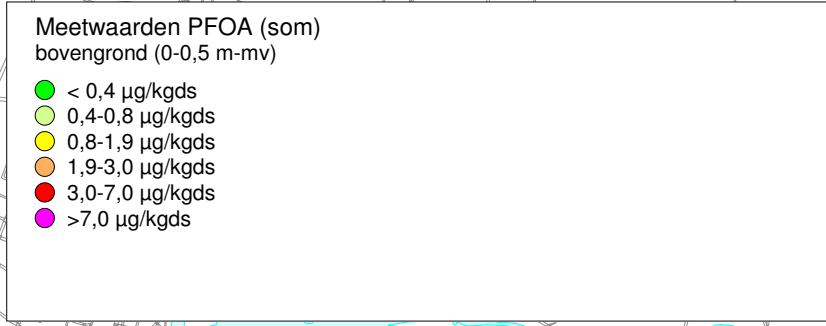 Meetwaarden PFOA (som)
bovengrond (0-0,5 m-mv)
< 0,4 µg/kgds
0,4-0,8 µg/kgds
0,8-1,9 µg/kgds
1,9-3,0 µg/kgds
3,0-7,0 µg/kgds
>7,0 µg/kgds